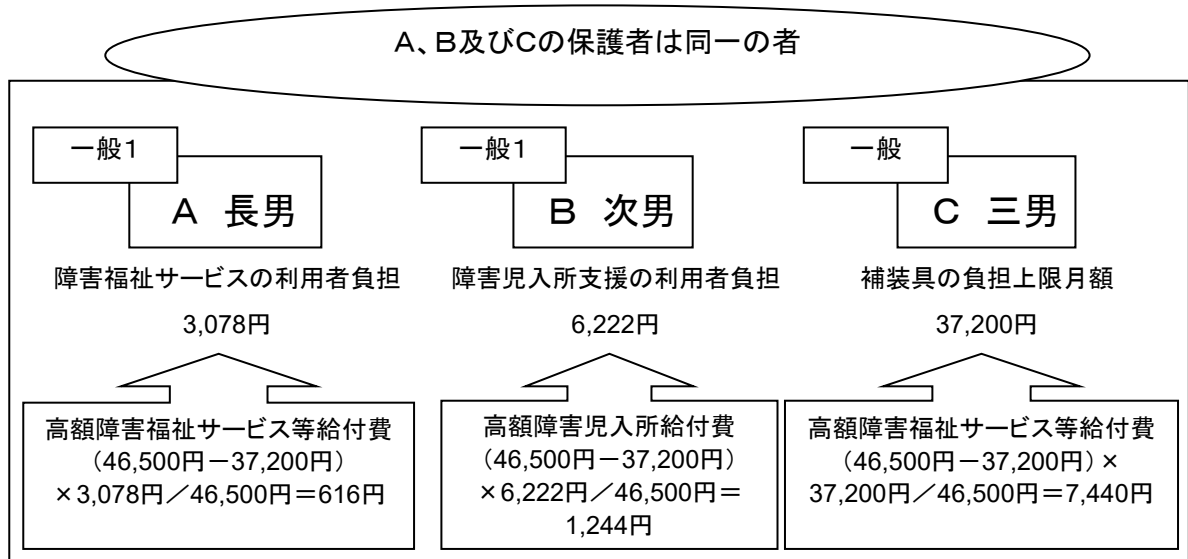 A、B及びCの保護者は同一の者
一般1
A 長男
障害福祉サービスの利用者負担
3,078円
高額障害福祉サービス等給付費
(46,500円－37,200円)
×3,078円／46,500円＝616円
一般1
B 次男
障害児入所支援の利用者負担
6,222円
高額障害児入所給付費
(46,500円－37,200円)
×6,222円／46,500円＝
1,244円
一般
C 三男
補装具の負担上限月額
37,200円
高額障害福祉サービス等給付費
(46,500円－37,200円)×
37,200円／46,500円＝7,440円